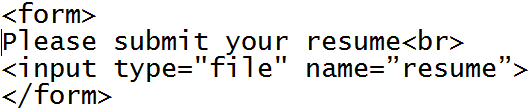 <form>
Please submit your resume<br>
<input type="file" name=”resume”>
</form>